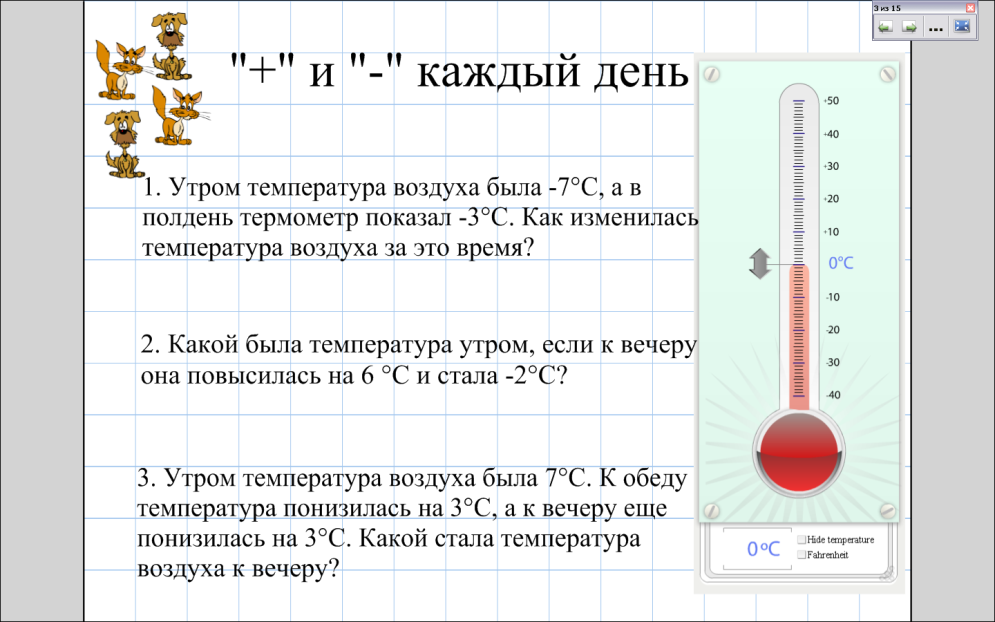 3 из 15
...
"+" и "-" каждый день
1. Утром температура воздуха была -7°С, а в
полдень термометр показал -3°С. Как изменилась
температура воздуха за это время?
2. Какой была температура утром, если к вечеру
она повысилась на 6 °С и стала -2°С?
3. Утром температура воздуха была 7°С. К обеду
температура понизилась на 3°С, а к вечеру еще
понизилась на 3°С. Какой стала температура
воздуха к вечеру?
+50
+40
+30
+20
+10
0°C
-10
-20
-30
-40
0°C
Hide temperature
Fahrenheit